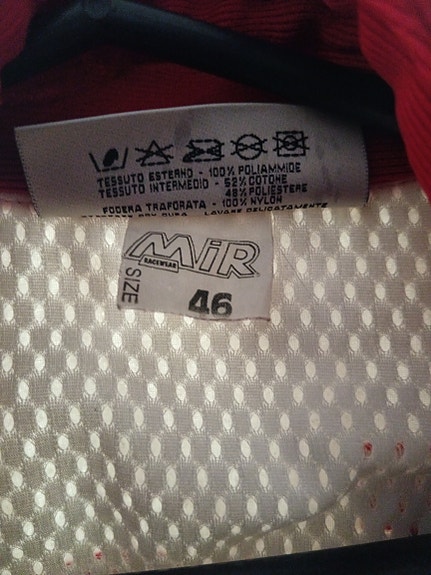 TESSUTO ESTERNO - 100% POLIAMMIDE
TESSUTO INTERMEDIO - 52% COTONE
48% POLIESTERE
FODERA TRAFORATA - 100% NYLON
LAVARE DELICATAMENTE
MiR
RACEWEAR
SIZE
46